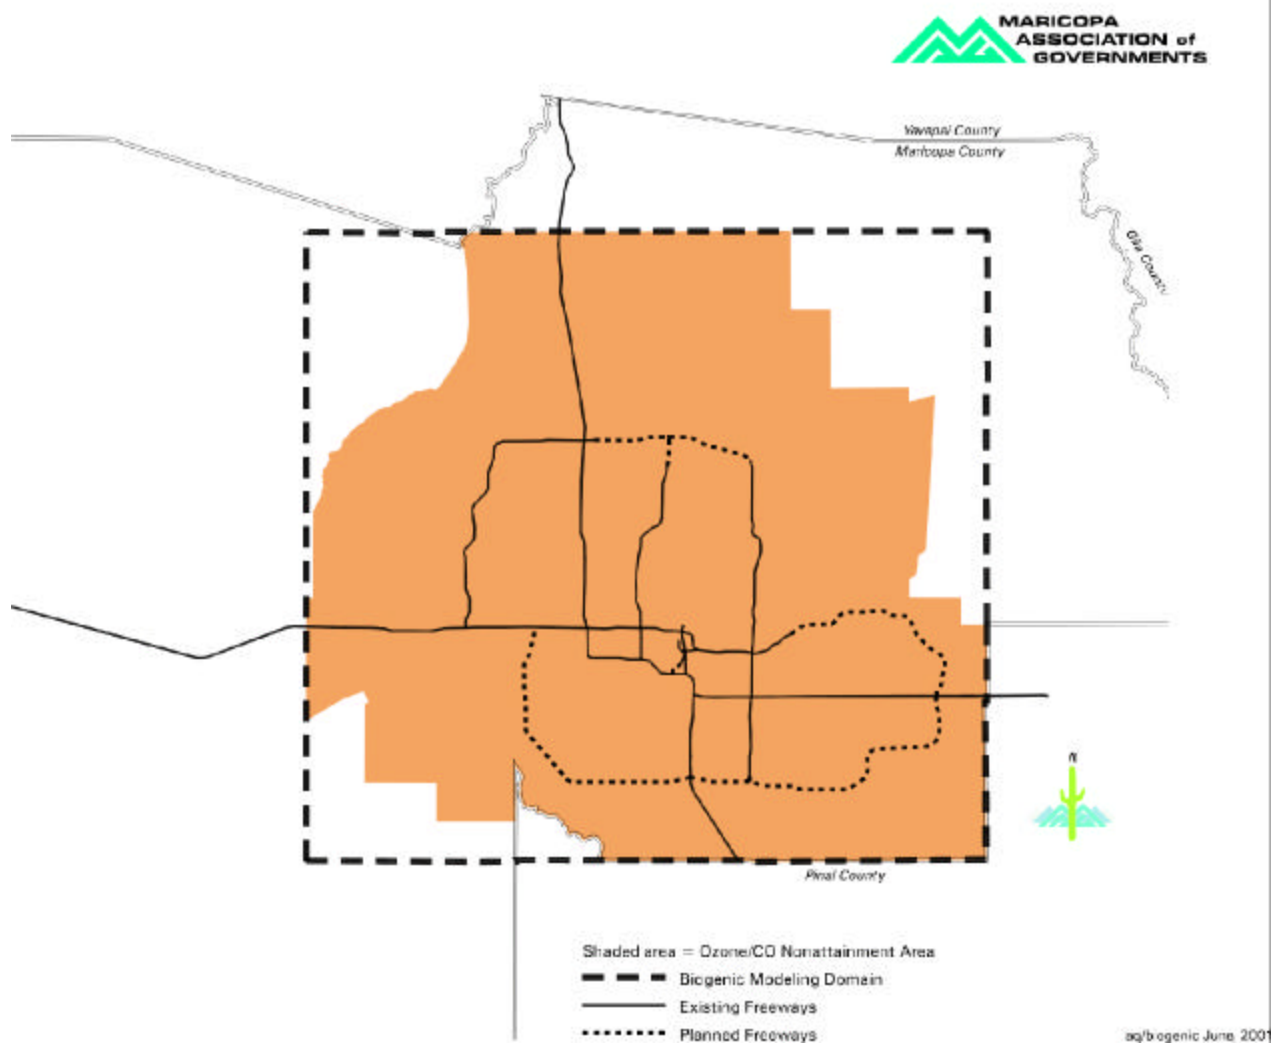 MARICOPA
ASSOCIATION of
GOVERNMENTS
Yavapai County
Maricopa County
Gila County
N
Pinal County
Shaded area = Ozone/CO Nonattainment Area
Biogenic Modeling Domain
Existing Freeways
Planned Freeways
aq/biogenic June, 2001